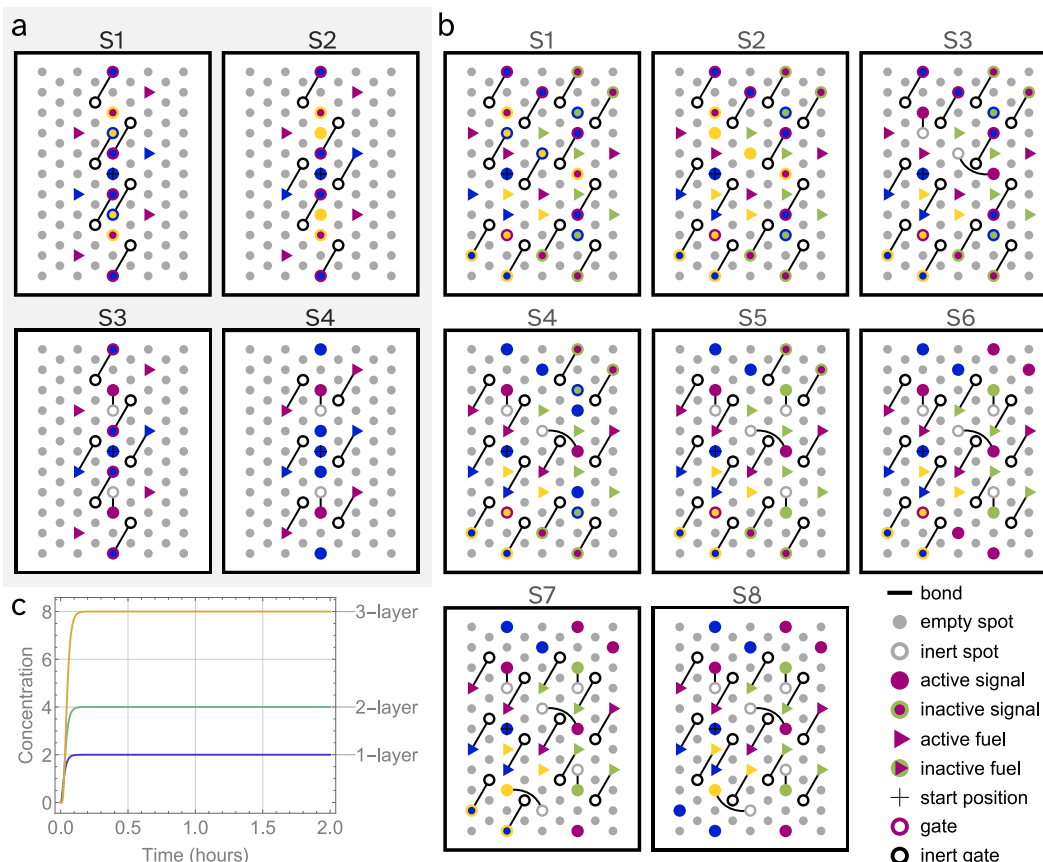 a
S1
S2
S3
S4
b
S1
S2
S3
S4
S5
S6
S7
S8
c
Concentration
8
6
4
2
0
0.0
0.5
1.0
1.5
2.0
Time (hours)
3-layer
2-layer
1-layer
bond
empty spot
inert spot
active signal
inactive signal
active fuel
inactive fuel
start position
gate
inert gate